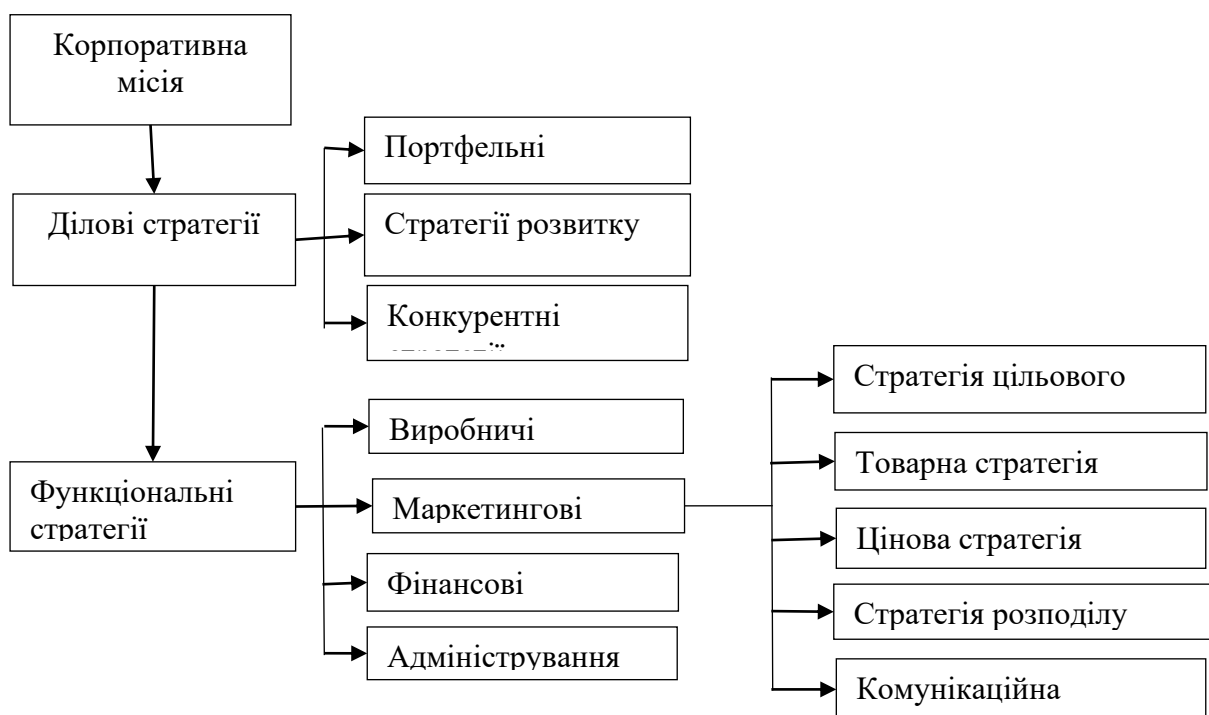 Корпоративна
місія
Ділові стратегії
Портфельні
Стратегії розвитку
Конкурентні
Функціональні
стратегії
Виробничі
Маркетингові
Фінансові
Адміністрування
Стратегія цільового
Товарна стратегія
Цінова стратегія
Стратегія розподілу
Комунікаційна